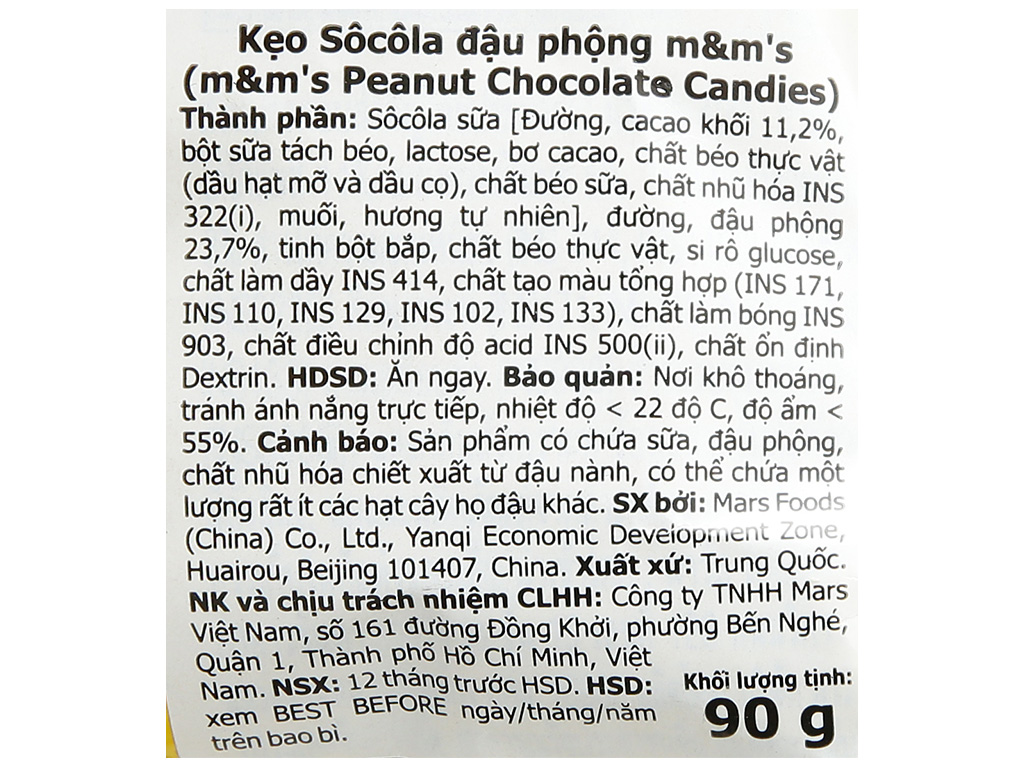 Kẹo Sôcôla đậu phộng m&m's
(m&m's Peanut Chocolate Candies)
Thành phần: Sôcôla sữa [Đường, cacao khối 11,2%,
bột sữa tách béo, lactose, bơ cacao, chất béo thực vật
(dầu hạt mỡ và dầu cọ), chất béo sữa, chất nhũ hóa INS
322(i), muối, hương tự nhiên], đường, đậu phộng
23,7%, tinh bột bắp, chất béo thực vật, si rô glucose,
chất làm dầy INS 414, chất tạo màu tổng hợp (INS 171,
INS 110, INS 129, INS 102, INS 133), chất làm bóng INS
903, chất điều chỉnh độ acid INS 500(ii), chất ổn định
Dextrin. HDSD: Ăn ngay. Bảo quản: Nơi khô thoáng,
tránh ánh nắng trực tiếp, nhiệt độ < 22 độ C, độ ẩm <
55%. Cảnh báo: Sản phẩm có chứa sữa, đậu phộng,
chất nhũ hóa chiết xuất từ đậu nành, có thể chứa một
lượng rất ít các hạt cây họ đậu khác. SX bởi: Mars Foods
(China) Co., Ltd., Yanqi Economic Development Zone,
Huairou, Beijing 101407, China. Xuất xứ: Trung Quốc.
NK và chịu trách nhiệm CLHH: Công ty TNHH Mars
Việt Nam, số 161 đường Đồng Khởi, phường Bến Nghé,
Quận 1, Thành phố Hồ Chí Minh, Việt
Nam. NSX: 12 tháng trước HSD. HSD:
xem BEST BEFORE ngày/tháng/năm
trên bao bì.
Khối lượng tịnh:
90 g